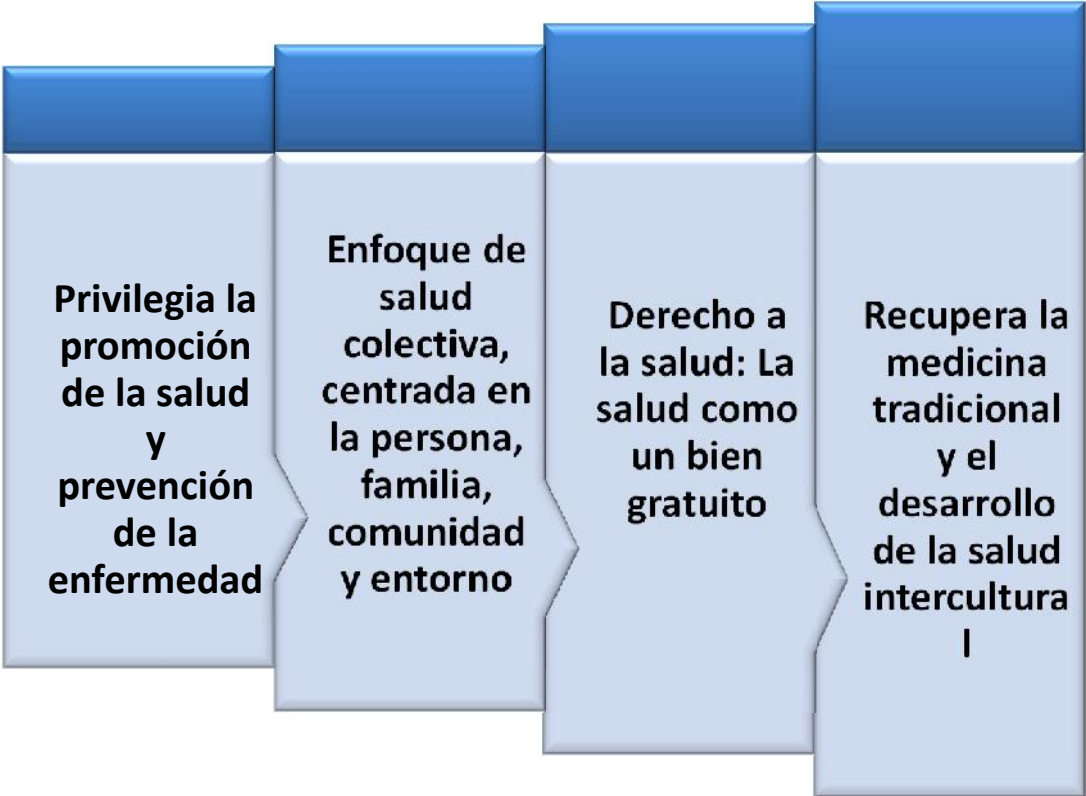 Privilegia la
promoción
de la salud
y
prevención
de la
enfermedad
Enfoque de
salud
colectiva,
centrada en
la persona,
familia,
comunidad
y entorno
Derecho a
la salud: La
salud como
un bien
gratuito
Recupera la
medicina
tradicional
y el
desarrollo
de la salud
intercultura
l